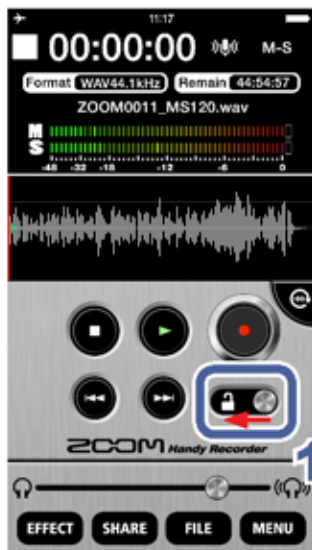 11:17
00:00:00 M-S
Format WAV44.1kHz Remain 44:54:57
ZOOM0011_MS120.wav
M
S
-48 -32 -18 -12 -6 0
ZOOM Handy Recorder
1
EFFECT SHARE FILE MENU